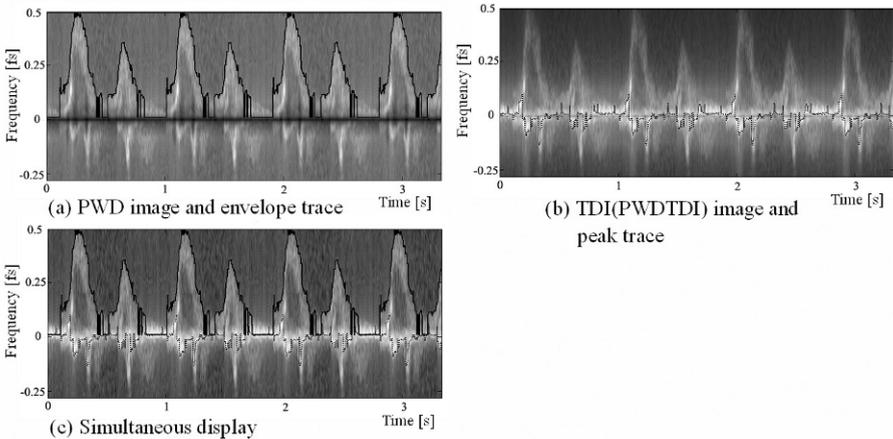 0.5
0.25
0
-0.25
Frequency [fs]
0
1
2
3
Time [s]
(a) PWD image and envelope trace
0.5
0.25
0
-0.25
Frequency [fs]
0
1
2
3
Time [s]
(b) TDI(PWDTDI) image and
peak trace
0.5
0.25
0
-0.25
Frequency [fs]
0
1
2
3
Time [s]
(c) Simultaneous display